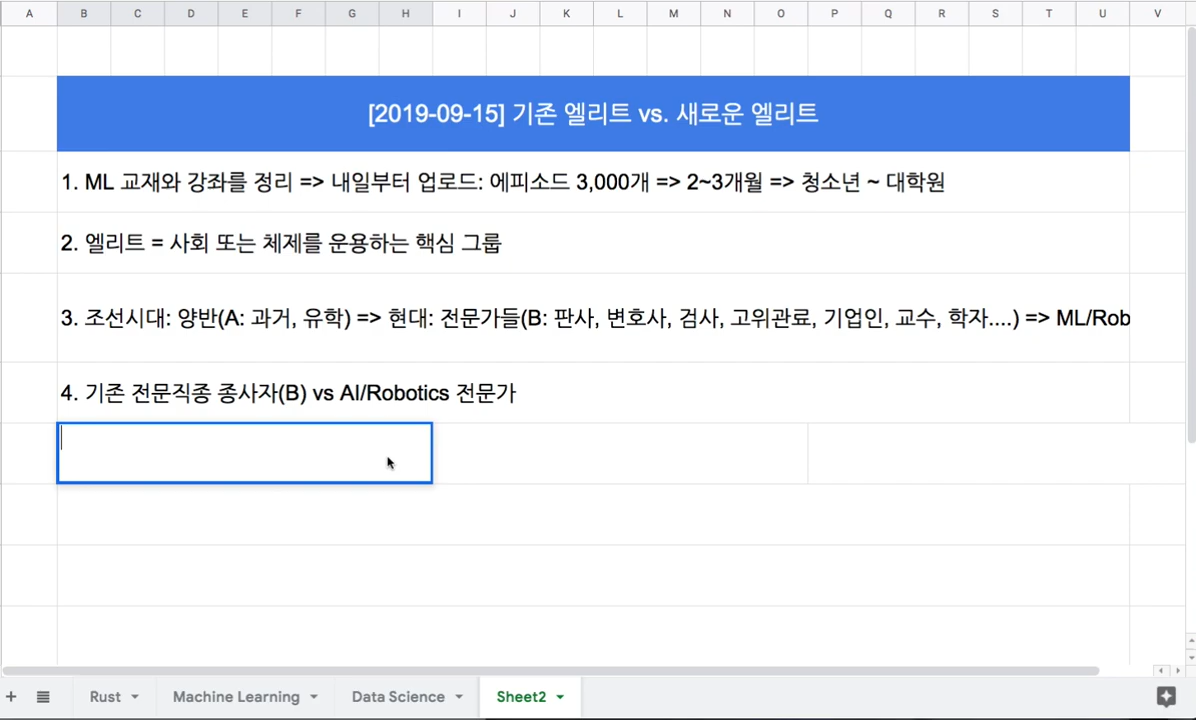 A B C D E F G H I J K L M N O P Q R S T U V
[2019-09-15] 기존 엘리트 vs. 새로운 엘리트
1. ML 교재와 강좌를 정리 => 내일부터 업로드: 에피소드 3,000개 => 2~3개월 => 청소년 ~ 대학원
2. 엘리트 = 사회 또는 체제를 운용하는 핵심 그룹
3. 조선시대: 양반(A: 과거, 유학) => 현대: 전문가들(B: 판사, 변호사, 검사, 고위관료, 기업인, 교수, 학자....) => ML/Rob
4. 기존 전문직종 종사자(B) vs AI/Robotics 전문가
Rust Machine Learning Data Science Sheet2